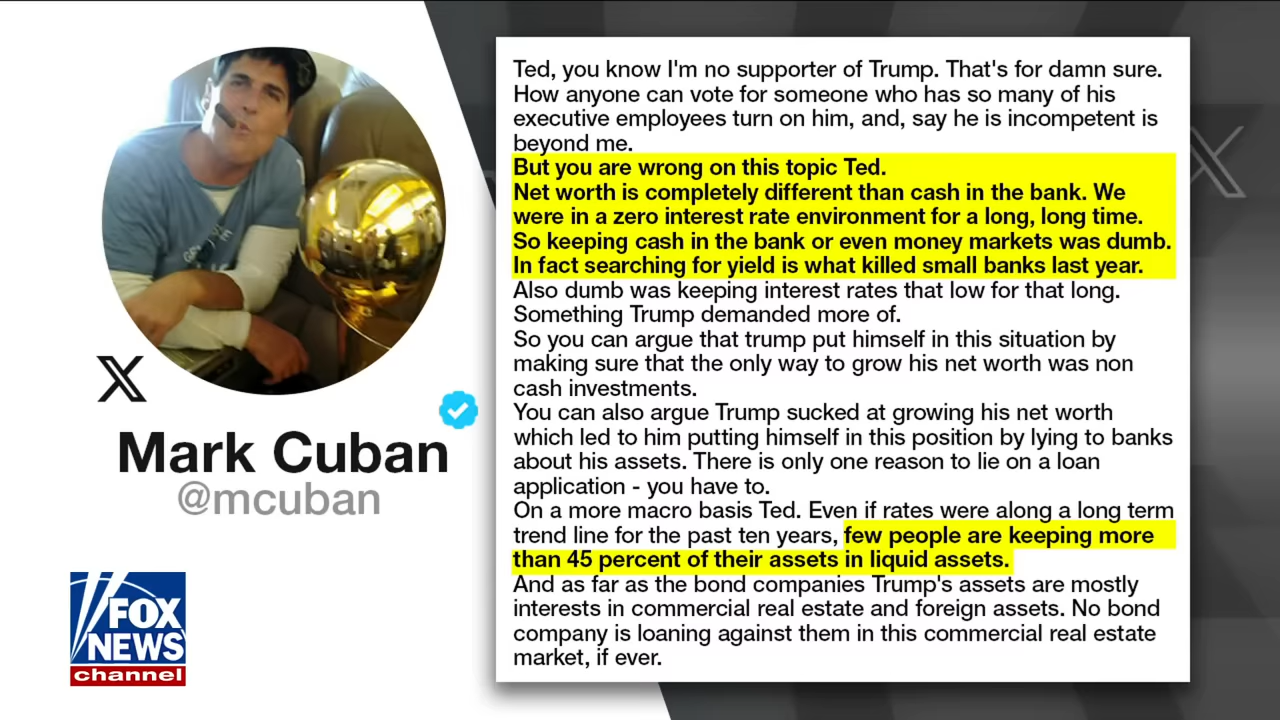 Ted, you know I'm no supporter of Trump. That's for damn sure.
How anyone can vote for someone who has so many of his
executive employees turn on him, and, say he is incompetent is
beyond me.
But you are wrong on this topic Ted.
Net worth is completely different than cash in the bank. We
were in a zero interest rate environment for a long, long time.
So keeping cash in the bank or even money markets was dumb.
In fact searching for yield is what killed small banks last year.
Also dumb was keeping interest rates that low for that long.
Something Trump demanded more of.
So you can argue that trump put himself in this situation by
making sure that the only way to grow his net worth was non
cash investments.
You can also argue Trump sucked at growing his net worth
which led to him putting himself in this position by lying to banks
about his assets. There is only one reason to lie on a loan
application - you have to.
On a more macro basis Ted. Even if rates were along a long term
trend line for the past ten years, few people are keeping more
than 45 percent of their assets in liquid assets.
And as far as the bond companies Trump's assets are mostly
interests in commercial real estate and foreign assets. No bond
company is loaning against them in this commercial real estate
market, if ever.
X
Mark Cuban
@mcuban
FOX
NEWS
channel